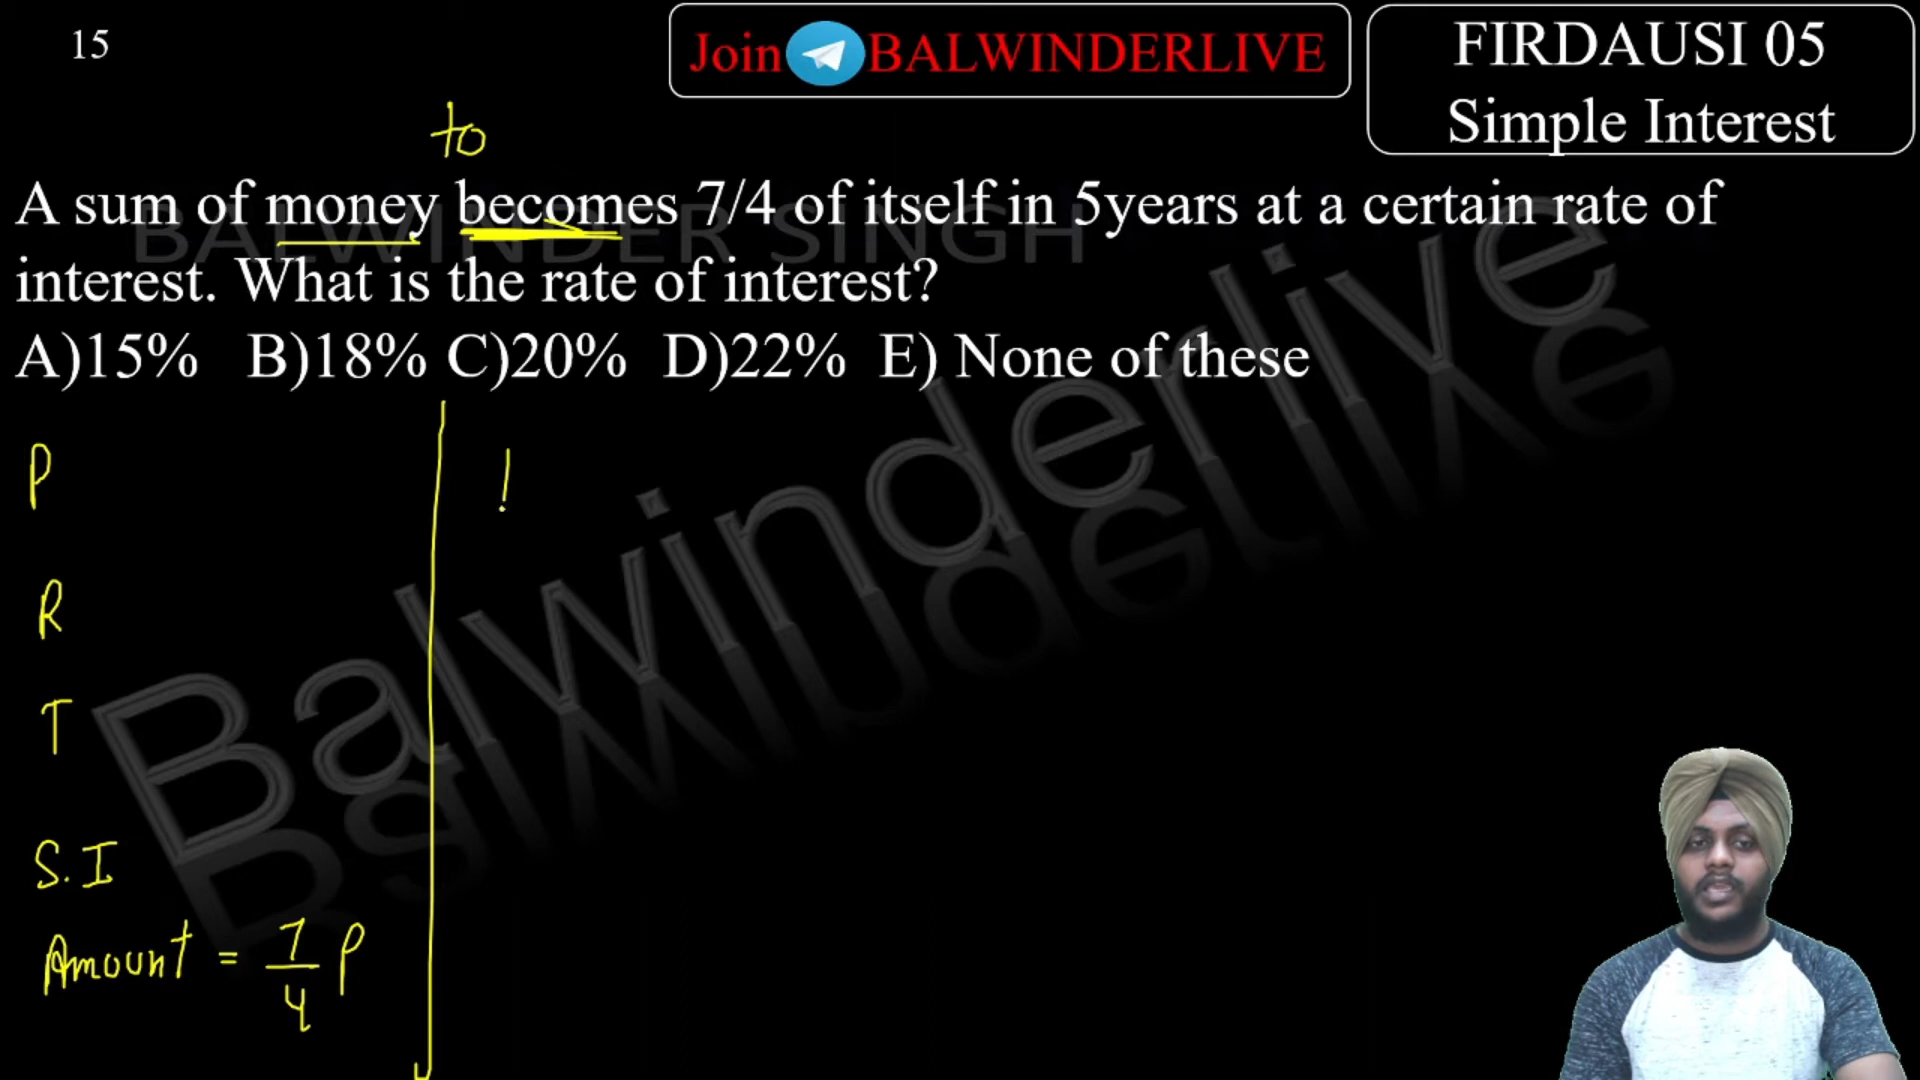 15
Join BALWINDERLIVE
FIRDAUSI 05
Simple Interest
to
A sum of money becomes 7/4 of itself in 5years at a certain rate of
interest. What is the rate of interest?
A)15% B)18% C)20% D)22% E) None of these
BALWINDER SINGH
Balwinderlive
P
!
R
T
S.I
Amount = 7/4 P